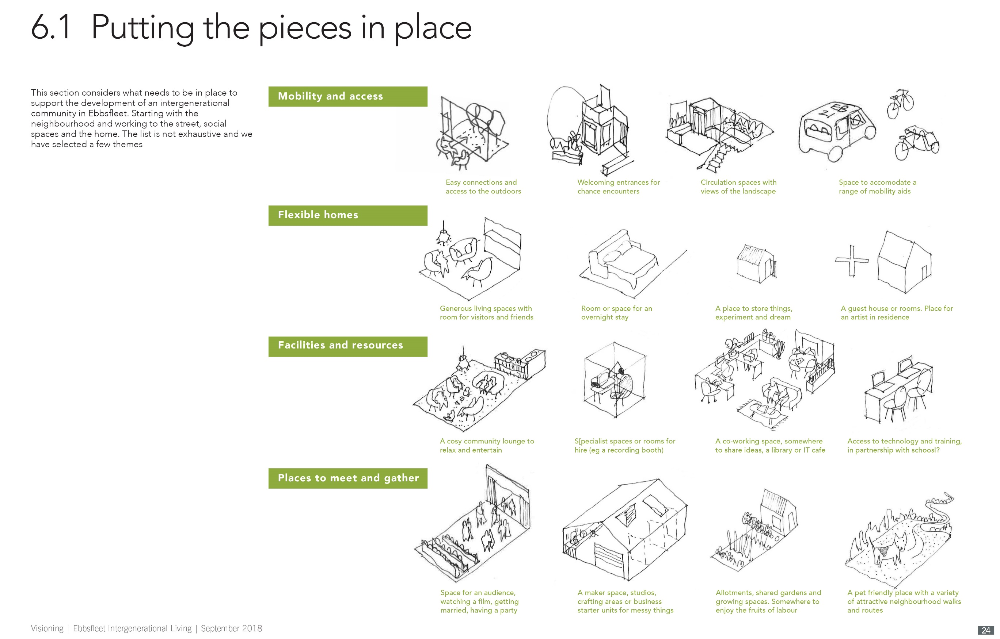 6.1 Putting the pieces in place
This section considers what needs to be in place to
support the development of an intergenerational
community in Ebbsfleet. Starting with the
neighbourhood and working to the street, social
spaces and the home. The list is not exhaustive and we
have selected a few themes
Mobility and access
EB
21
Easy connections and
access to the outdoors
Welcoming entrances for
chance encounters
Circulation spaces with
views of the landscape
Space to accomodate a
range of mobility aids
Flexible homes
Generous living spaces with
room for visitors and friends
Room or space for an
overnight stay
A place to store things,
experiment and dream
A guest house or rooms. Place for
an artist in residence
Facilities and resources
A cosy community lounge to
relax and entertain
S[pecialist spaces or rooms for
hire (eg a recording booth)
A co-working space, somewhere
to share ideas, a library or IT cafe
Access to technology and training,
in partnership with schoosl?
Places to meet and gather
Space for an audience,
watching a film, getting
married, having a party
A maker space, studios,
crafting areas or business
starter units for messy things
Allotments, shared gardens and
growing spaces. Somewhere to
enjoy the fruits of labour
A pet friendly place with a variety
of attractive neighbourhood walks
and routes
Visioning | Ebbsfleet Intergenerational Living | September 2018
24